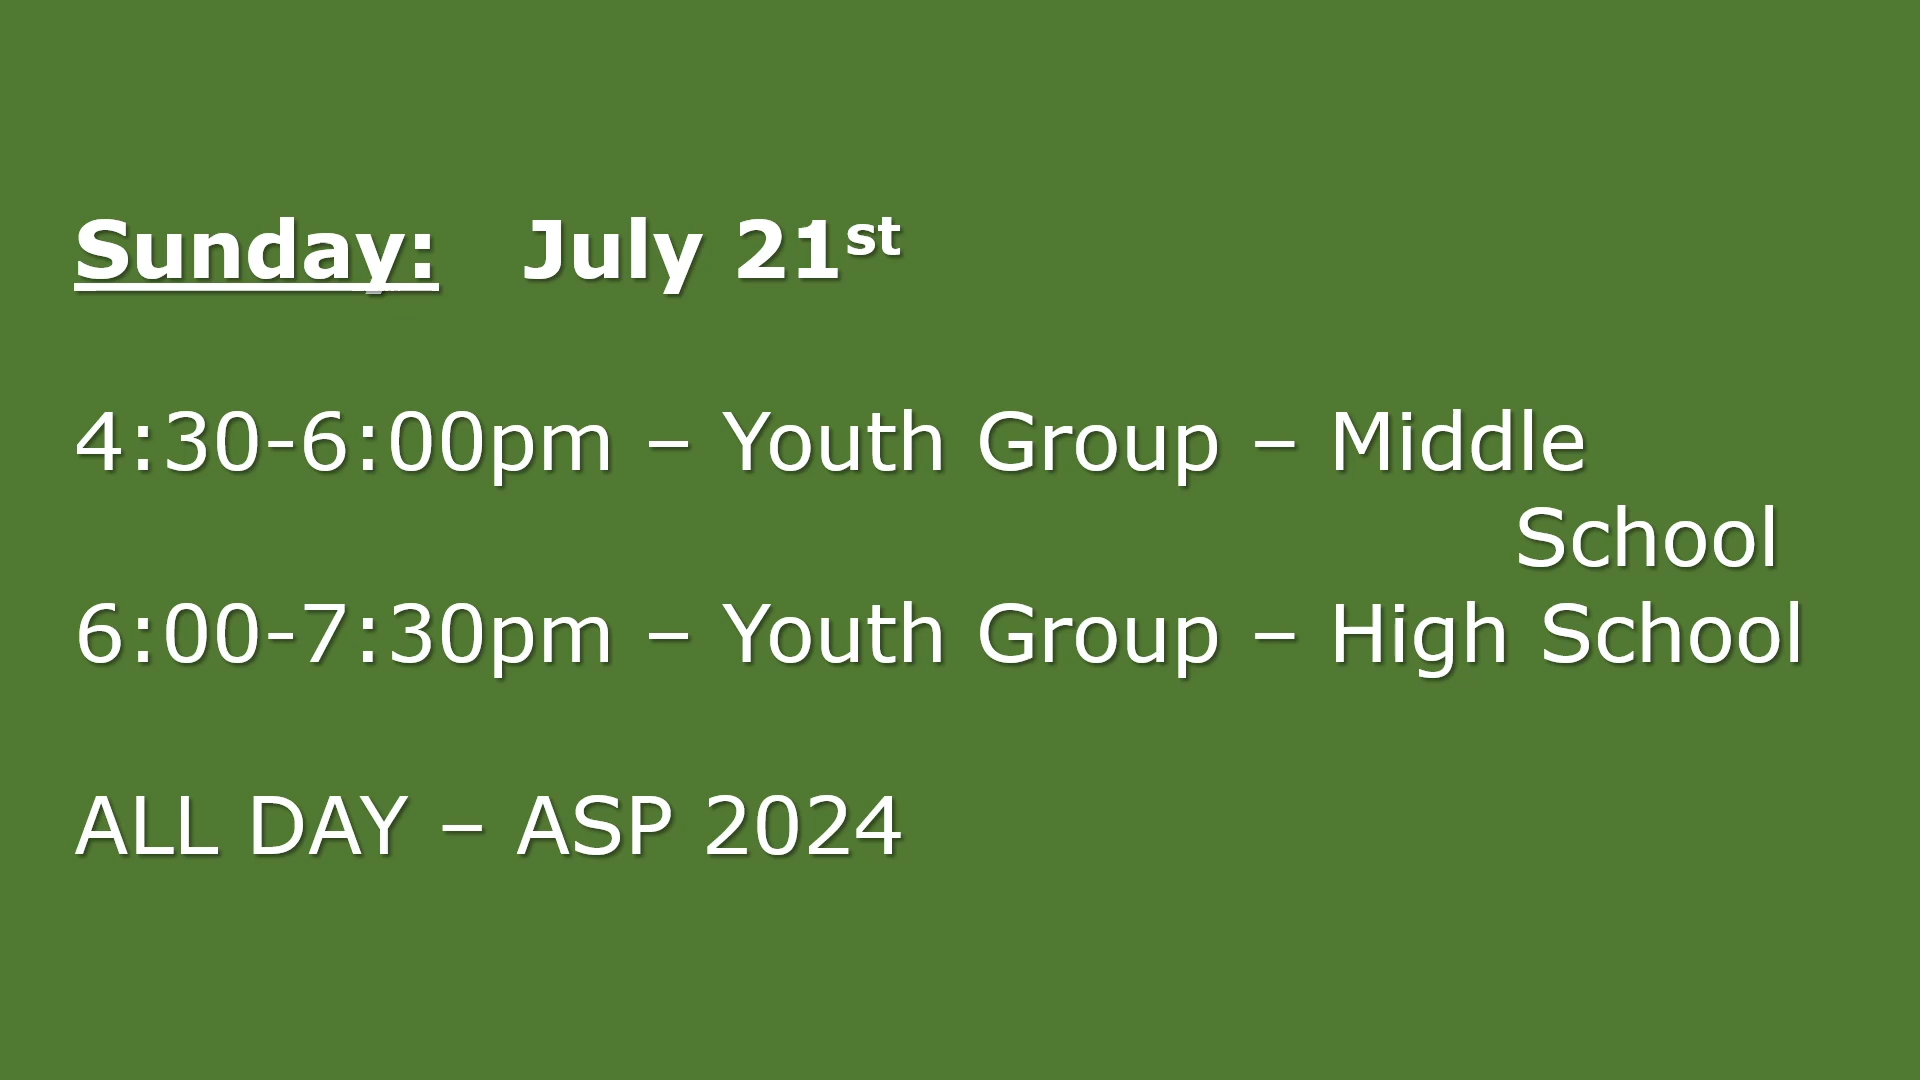 Sunday: July 21st
4:30-6:00pm – Youth Group – Middle
School
6:00-7:30pm – Youth Group – High School
ALL DAY – ASP 2024